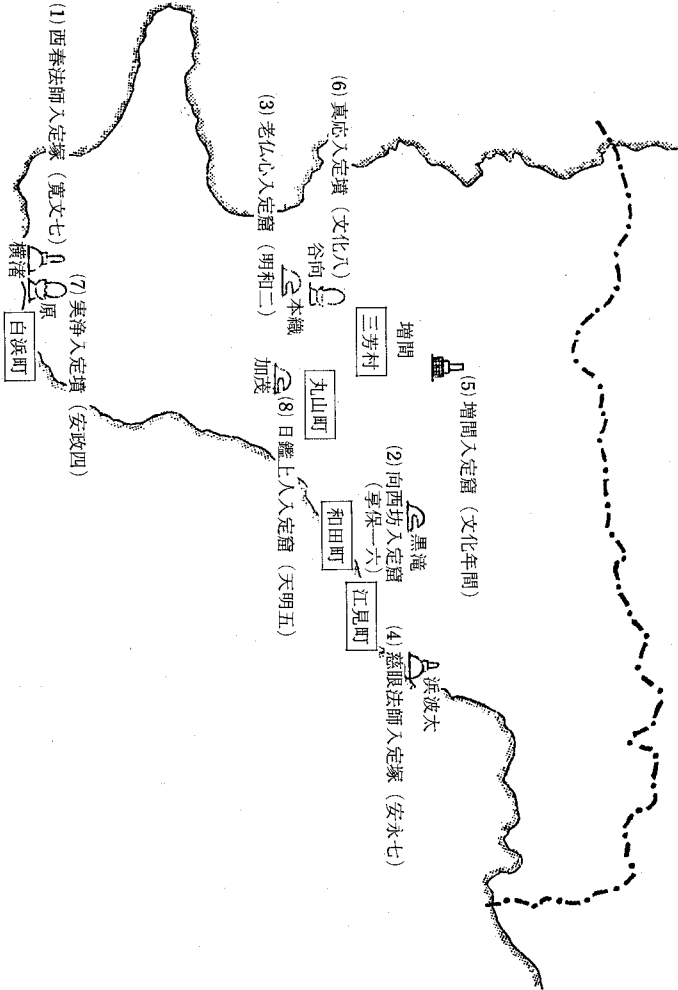 (1) 西春法師入定塚（寛文七）
横渚
原
(7) 実浄入定墳（安政四）
白浜町
(6) 真応入定墳（文化八）
谷向
(3) 老仏心入定窟（明和二）
本織
増間
三芳村
(5) 増間入定窟（文化年間）
加茂
丸山町
(8) 日鑑上人入定窟（天明五）
(2) 向西坊入定窟
（享保一六）
黒滝
和田町
江見町
(4) 慈眼法師入定塚（安永七）
浜波太